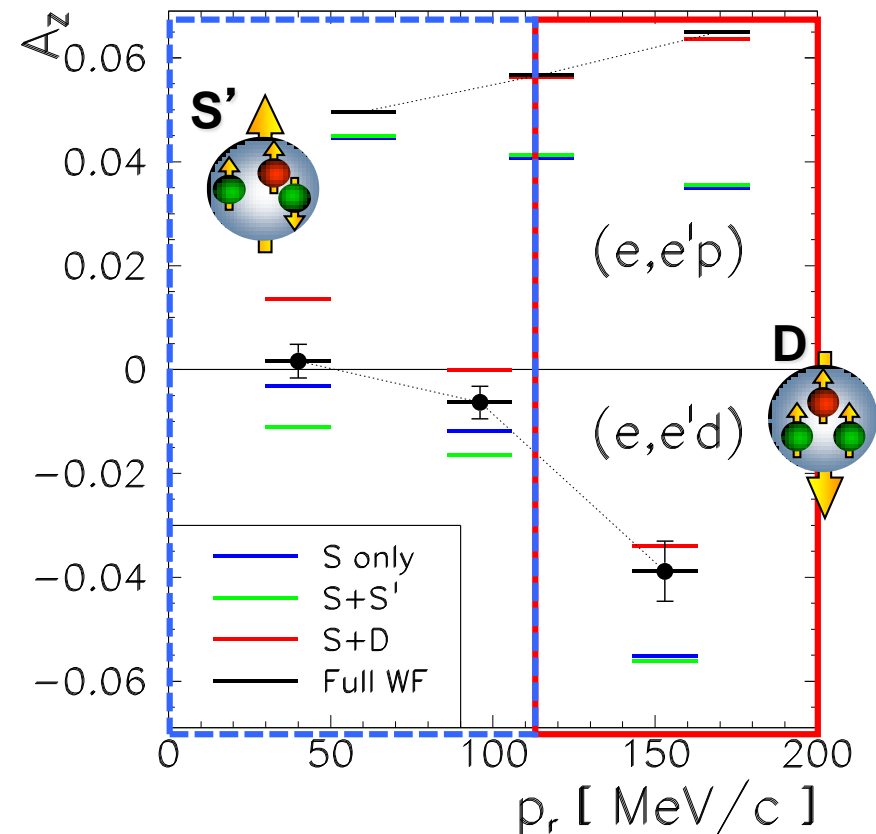 A_z
0.06
0.04
0.02
0
−0.02
−0.04
−0.06
S’
(e,e'p)
D
(e,e'd)
S only
S+S'
S+D
Full WF
0 50 100 150 200
p_r [ MeV/c ]